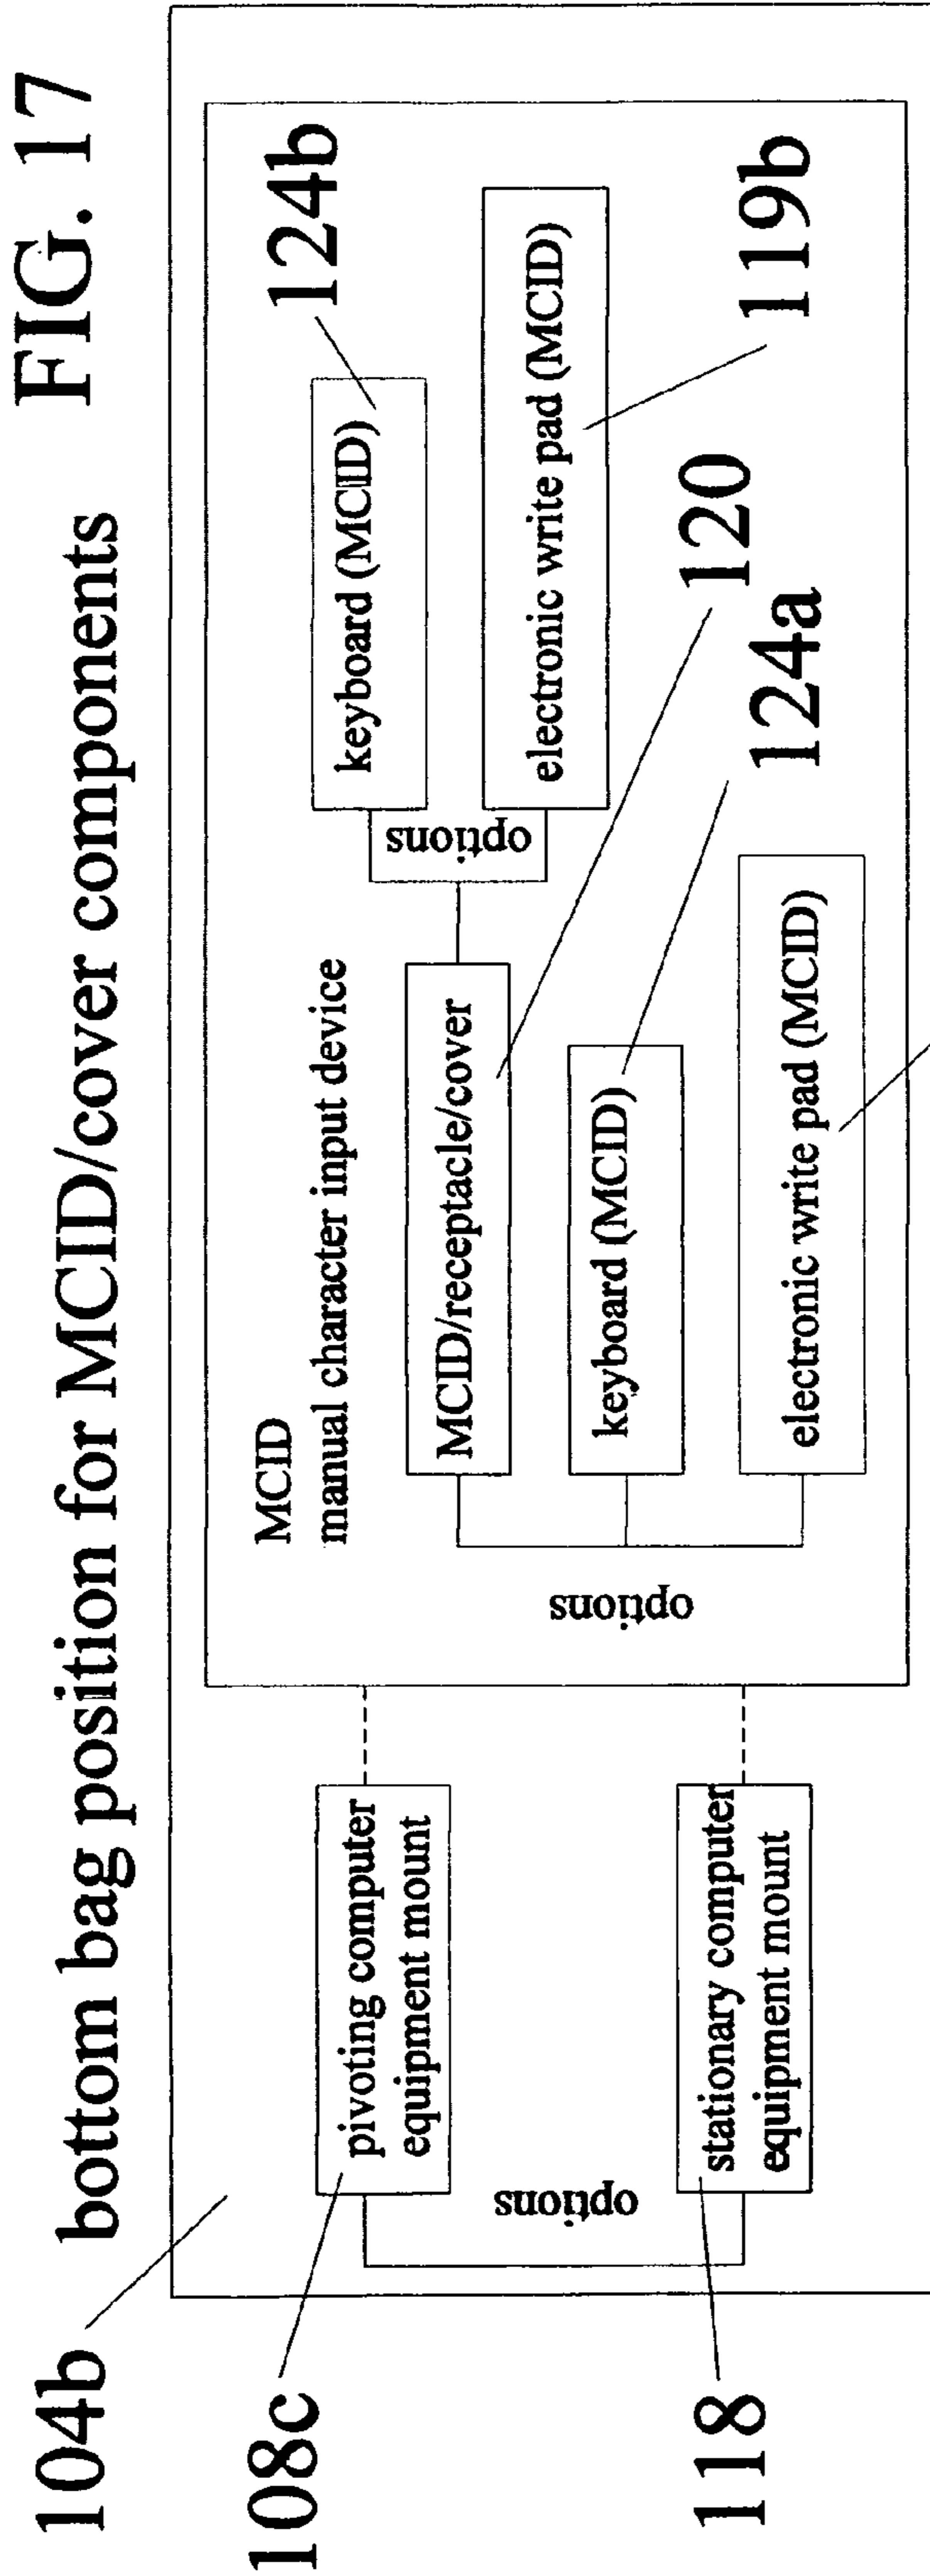 FIG. 17
104b
bottom bag position for MCID/cover components
108c
pivoting computer
equipment mount
options
118
stationary computer
equipment mount
MCID
manual character input device
options
MCID/receptacle/cover
120
keyboard (MCID)
124a
electronic write pad (MCID)
options
keyboard (MCID)
124b
electronic write pad (MCID)
119b